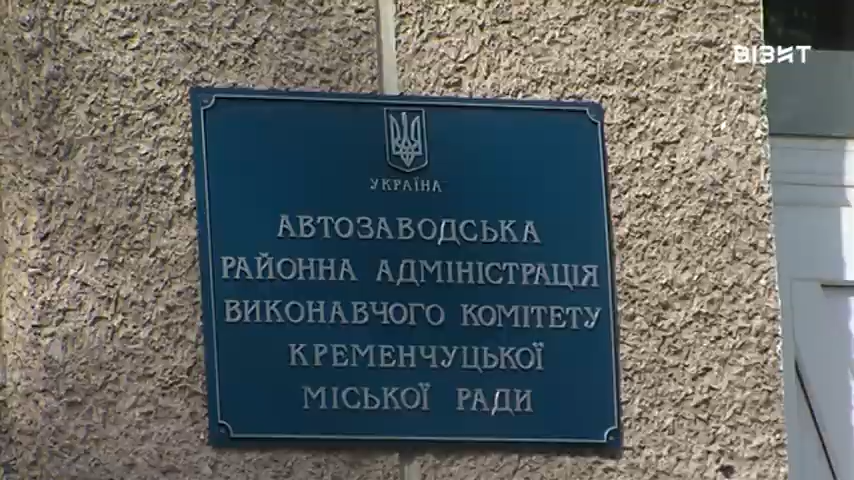 ВІЗИТ
УКРАЇНА
АВТОЗАВОДСЬКА
РАЙОННА АДМІНІСТРАЦІЯ
ВИКОНАВЧОГО КОМІТЕТУ
КРЕМЕНЧУЦЬКОЇ
МІСЬКОЇ РАДИ